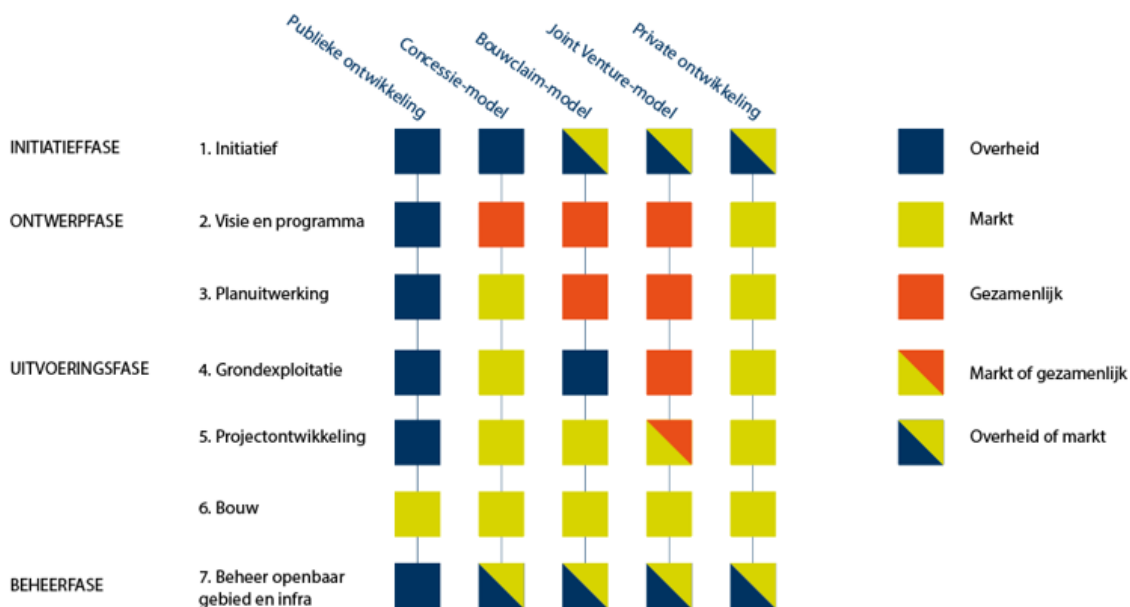 Publieke ontwikkeling
Concessie-model
Bouwclaim-model
Joint Venture-model
Private ontwikkeling
INITIATIEFFASE
1. Initiatief
Overheid
ONTWERPFASE
2. Visie en programma
Markt
3. Planuitwerking
Gezamenlijk
UITVOERINGSFASE
4. Grondexploitatie
Markt of gezamenlijk
5. Projectontwikkeling
Overheid of markt
6. Bouw
BEHEERFASE
7. Beheer openbaar
gebied en infra